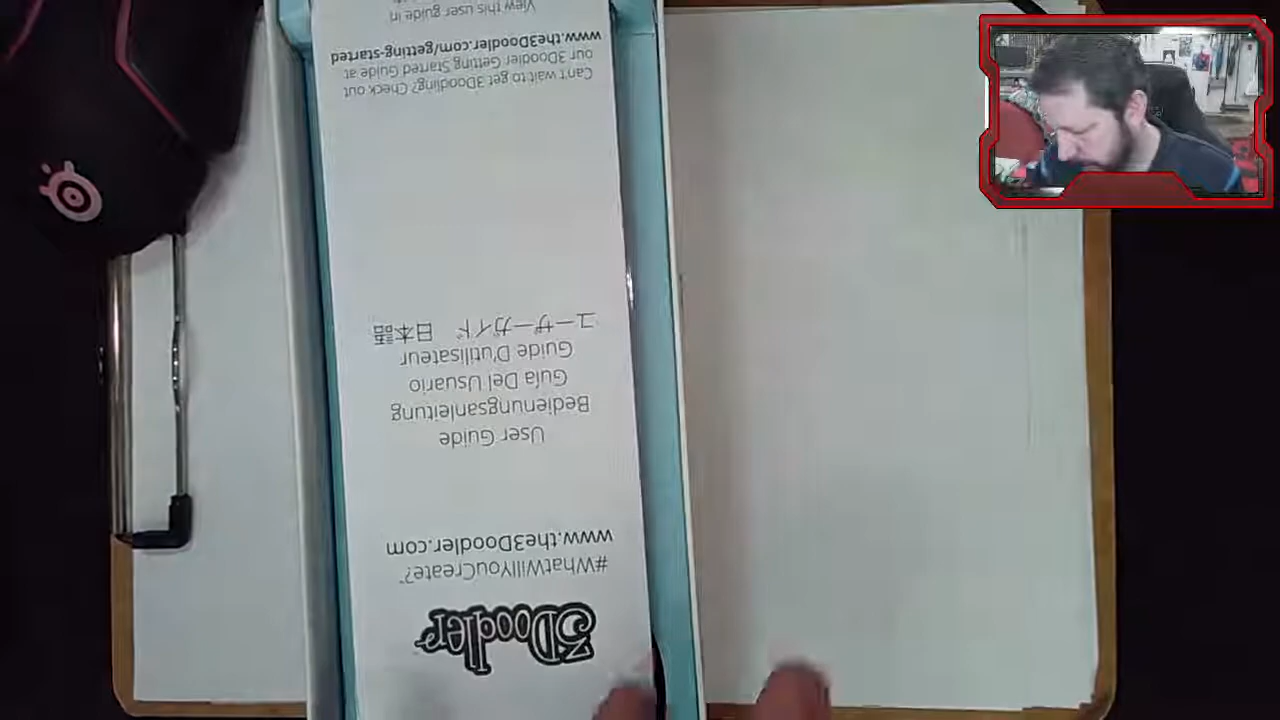 3Doodler
#WhatWillYouCreate?
www.the3Doodler.com
User Guide
Bedienungsanleitung
Guía Del Usuario
Guide D'utilisateur
ユーザーガイド 日本語
Can't wait to get 3Doodling? Check out
our 3Doodler Getting Started Guide at
www.the3Doodler.com/getting-started
View this user guide in